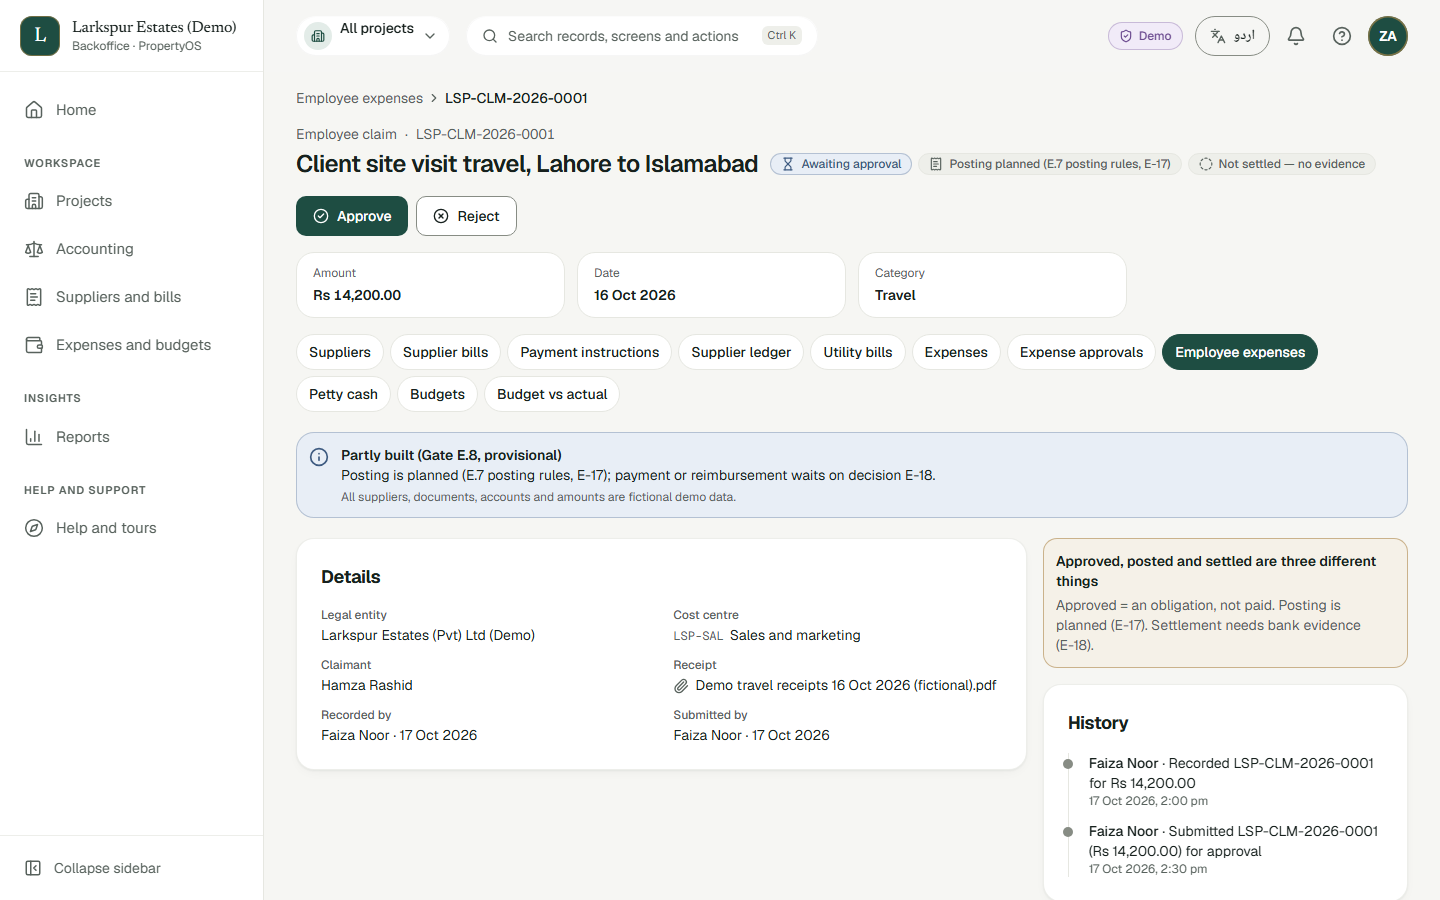 L
Larkspur Estates (Demo)
Backoffice · PropertyOS
Home
WORKSPACE
Projects
Accounting
Suppliers and bills
Expenses and budgets
INSIGHTS
Reports
HELP AND SUPPORT
Help and tours
Collapse sidebar
All projects
Search records, screens and actions
Ctrl K
Demo
اردو
ZA
Employee expenses > LSP-CLM-2026-0001
Employee claim · LSP-CLM-2026-0001
Client site visit travel, Lahore to Islamabad
Awaiting approval
Posting planned (E.7 posting rules, E-17)
Not settled — no evidence
Approve
Reject
Amount
Rs 14,200.00
Date
16 Oct 2026
Category
Travel
Suppliers
Supplier bills
Payment instructions
Supplier ledger
Utility bills
Expenses
Expense approvals
Employee expenses
Petty cash
Budgets
Budget vs actual
Partly built (Gate E.8, provisional)
Posting is planned (E.7 posting rules, E-17); payment or reimbursement waits on decision E-18.
All suppliers, documents, accounts and amounts are fictional demo data.
Details
Legal entity
Larkspur Estates (Pvt) Ltd (Demo)
Cost centre
LSP-SAL Sales and marketing
Claimant
Hamza Rashid
Receipt
Demo travel receipts 16 Oct 2026 (fictional).pdf
Recorded by
Faiza Noor · 17 Oct 2026
Submitted by
Faiza Noor · 17 Oct 2026
Approved, posted and settled are three different
things
Approved = an obligation, not paid. Posting is
planned (E-17). Settlement needs bank evidence
(E-18).
History
Faiza Noor · Recorded LSP-CLM-2026-0001
for Rs 14,200.00
17 Oct 2026, 2:00 pm
Faiza Noor · Submitted LSP-CLM-2026-0001
(Rs 14,200.00) for approval
17 Oct 2026, 2:30 pm